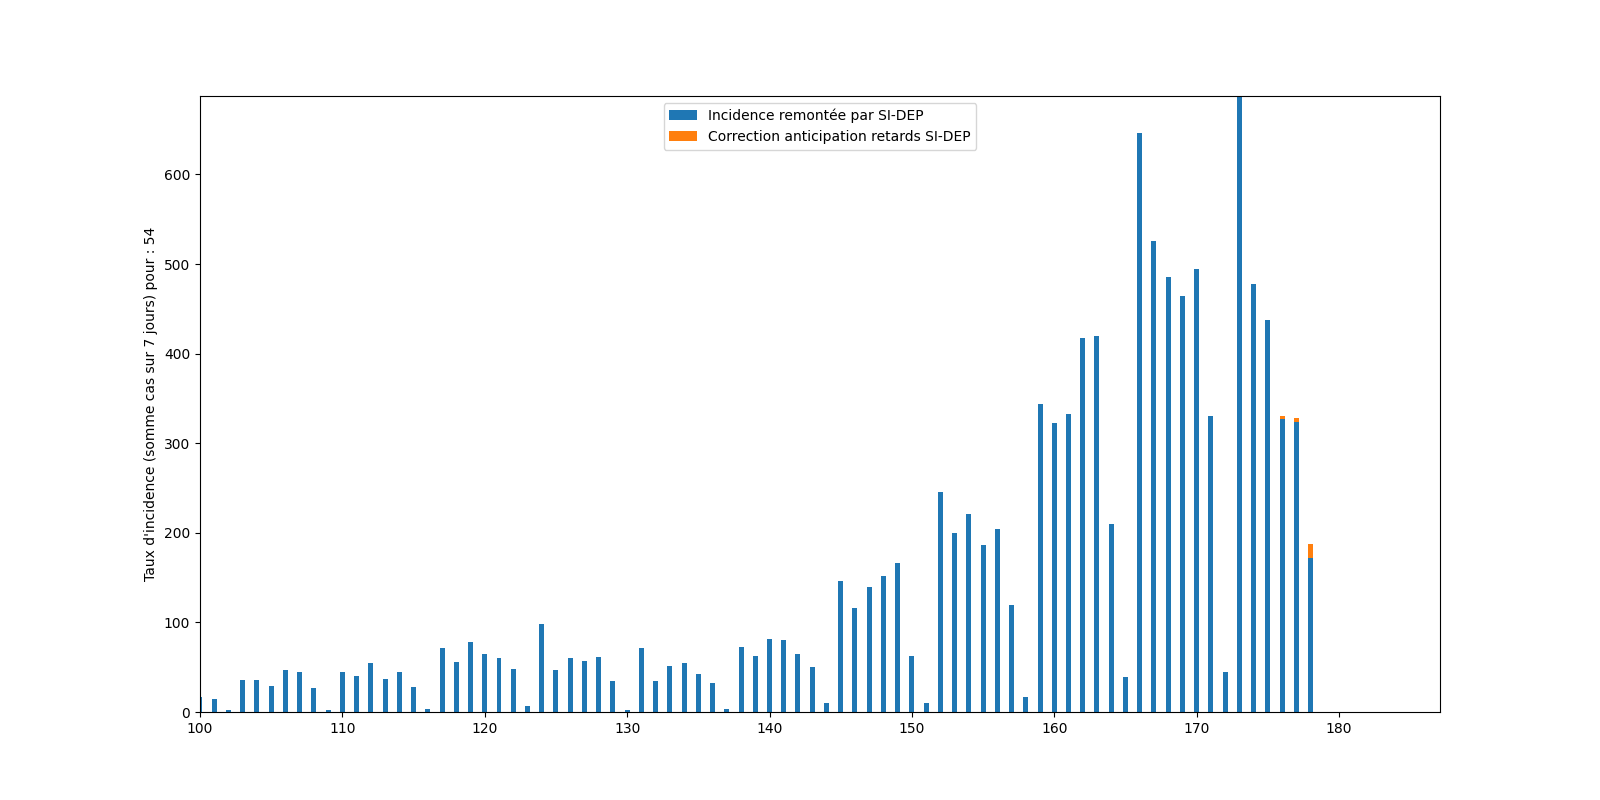 Incidence remontée par SI-DEP
Correction anticipation retards SI-DEP
Taux d'incidence (somme cas sur 7 jours) pour : 54
600
500
400
300
200
100
0
100 110 120 130 140 150 160 170 180